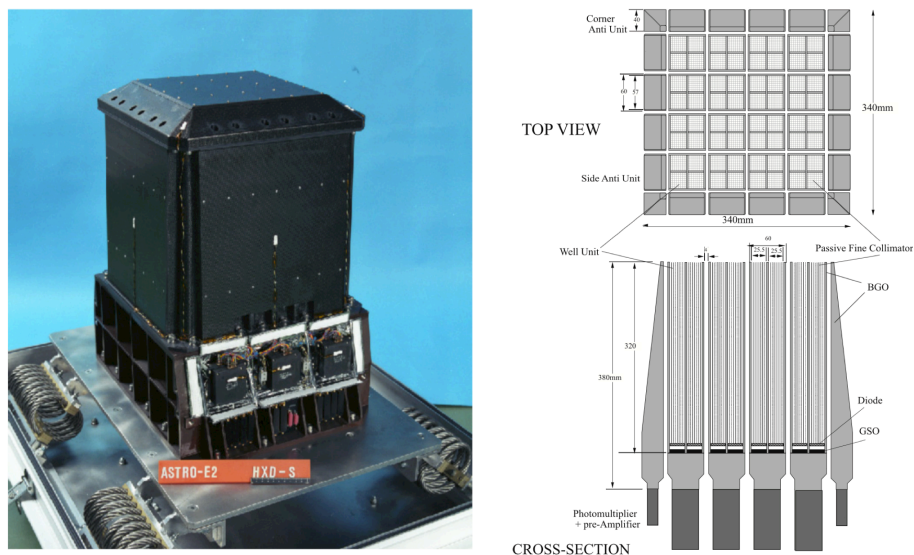 ASTRO-E2 HXD-S
Corner
Anti Unit
40
60
57
340mm
TOP VIEW
Side Anti Unit
340mm
Well Unit
60
4
25.5
25.5
Passive Fine Collimator
BGO
320
380mm
Diode
GSO
Photomultiplier
+ pre-Amplifier
CROSS-SECTION